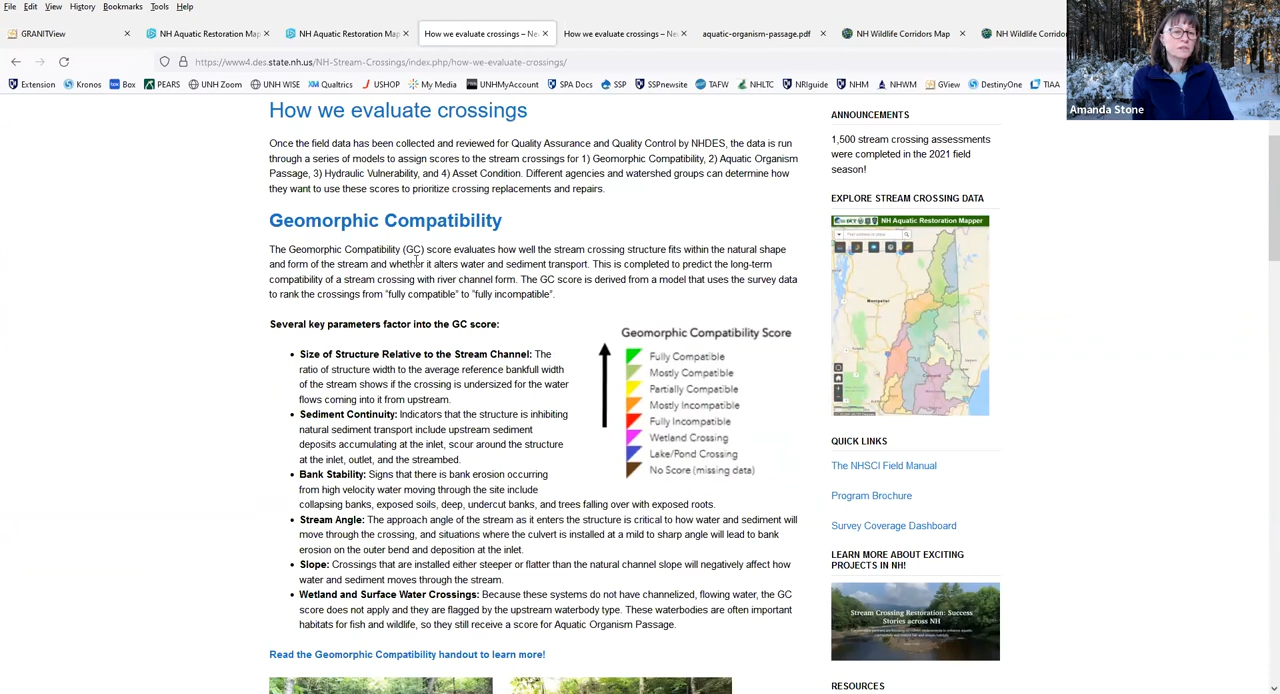 File Edit View History Bookmarks Tools Help
GRANITView
NH Aquatic Restoration Map
NH Aquatic Restoration Map
How we evaluate crossings – Ne
How we evaluate crossings – Ne
aquatic-organism-passage.pdf
NH Wildlife Corridors Map
NH Wildlife Corrido
https://www4.des.state.nh.us/NH-Stream-Crossings/index.php/how-we-evaluate-crossings/
Extension Kronos Box PEARS UNH Zoom UNH WISE Qualtrics USHOP My Media UNHMyAccount SPA Docs SSP SSPnewsite TAFW NHLTC NRIguide NHM NHWM GView DestinyOne TIAA
Amanda Stone
How we evaluate crossings
Once the field data has been collected and reviewed for Quality Assurance and Quality Control by NHDES, the data is run
through a series of models to assign scores to the stream crossings for 1) Geomorphic Compatibility, 2) Aquatic Organism
Passage, 3) Hydraulic Vulnerability, and 4) Asset Condition. Different agencies and watershed groups can determine how
they want to use these scores to prioritize crossing replacements and repairs.
Geomorphic Compatibility
The Geomorphic Compatibility (GC) score evaluates how well the stream crossing structure fits within the natural shape
and form of the stream and whether it alters water and sediment transport. This is completed to predict the long-term
compatibility of a stream crossing with river channel form. The GC score is derived from a model that uses the survey data
to rank the crossings from “fully compatible” to “fully incompatible”.
Several key parameters factor into the GC score:
• Size of Structure Relative to the Stream Channel: The
ratio of structure width to the average reference bankfull width
of the stream shows if the crossing is undersized for the water
flows coming into it from upstream.
• Sediment Continuity: Indicators that the structure is inhibiting
natural sediment transport include upstream sediment
deposits accumulating at the inlet, scour around the structure
at the inlet, outlet, and the streambed.
• Bank Stability: Signs that there is bank erosion occurring
from high velocity water moving through the site include
collapsing banks, exposed soils, deep, undercut banks, and trees falling over with exposed roots.
• Stream Angle: The approach angle of the stream as it enters the structure is critical to how water and sediment will
move through the crossing, and situations where the culvert is installed at a mild to sharp angle will lead to bank
erosion on the outer bend and deposition at the inlet.
• Slope: Crossings that are installed either steeper or flatter than the natural channel slope will negatively affect how
water and sediment moves through the stream.
• Wetland and Surface Water Crossings: Because these systems do not have channelized, flowing water, the GC
score does not apply and they are flagged by the upstream waterbody type. These waterbodies are often important
habitats for fish and wildlife, so they still receive a score for Aquatic Organism Passage.
Read the Geomorphic Compatibility handout to learn more!
Geomorphic Compatibility Score
Fully Compatible
Mostly Compatible
Partially Compatible
Mostly Incompatible
Fully Incompatible
Wetland Crossing
Lake/Pond Crossing
No Score (missing data)
ANNOUNCEMENTS
1,500 stream crossing assessments
were completed in the 2021 field
season!
EXPLORE STREAM CROSSING DATA
NH Aquatic Restoration Mapper
Montpelier
Concord
QUICK LINKS
The NHSCI Field Manual
Program Brochure
Survey Coverage Dashboard
LEARN MORE ABOUT EXCITING
PROJECTS IN NH!
Stream Crossing Restoration: Success
Stories across NH
RESOURCES